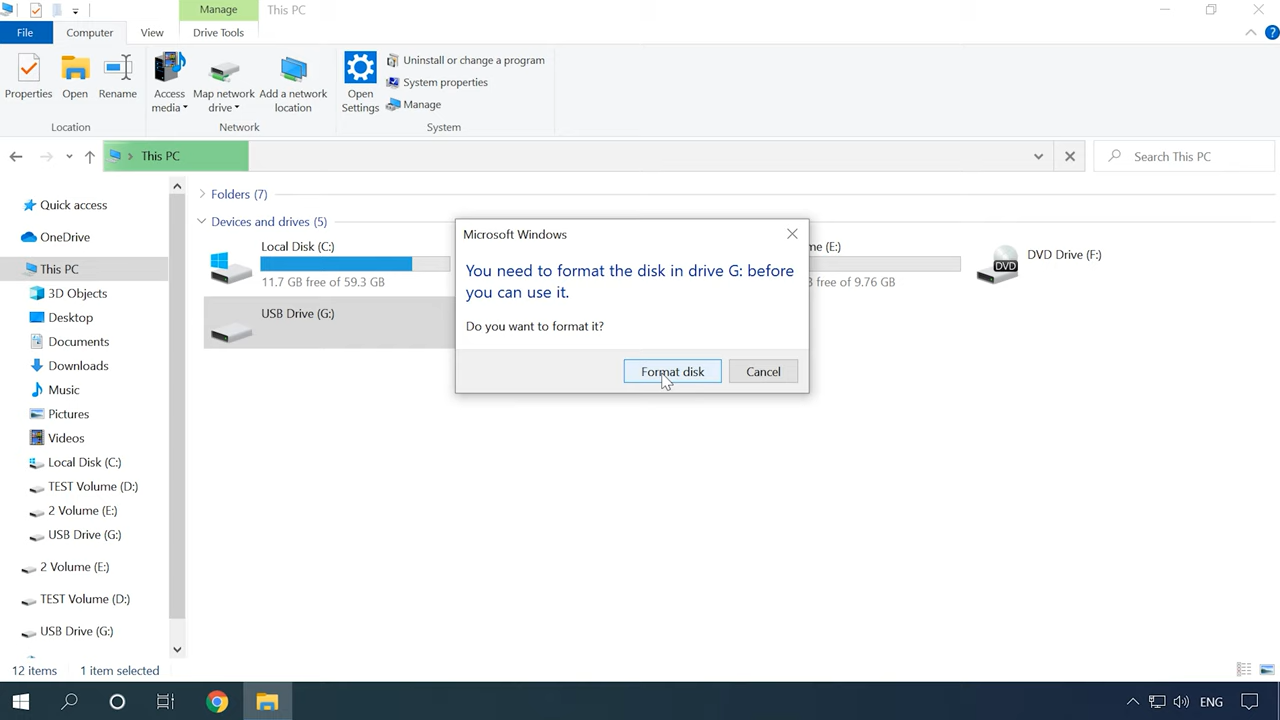 Manage
This PC
File
Computer
View
Drive Tools
Properties
Open
Rename
Access
media
Map network
drive
Add a network
location
Open
Settings
Uninstall or change a program
System properties
Manage
Location
Network
System
This PC
Search This PC
Quick access
OneDrive
This PC
3D Objects
Desktop
Documents
Downloads
Music
Pictures
Videos
Local Disk (C:)
TEST Volume (D:)
2 Volume (E:)
USB Drive (G:)
2 Volume (E:)
TEST Volume (D:)
USB Drive (G:)
Folders (7)
Devices and drives (5)
Local Disk (C:)
11.7 GB free of 59.3 GB
USB Drive (G:)
(E:)
free of 9.76 GB
DVD
DVD Drive (F:)
Microsoft Windows
You need to format the disk in drive G: before
you can use it.
Do you want to format it?
Format disk
Cancel
12 items
1 item selected
ENG